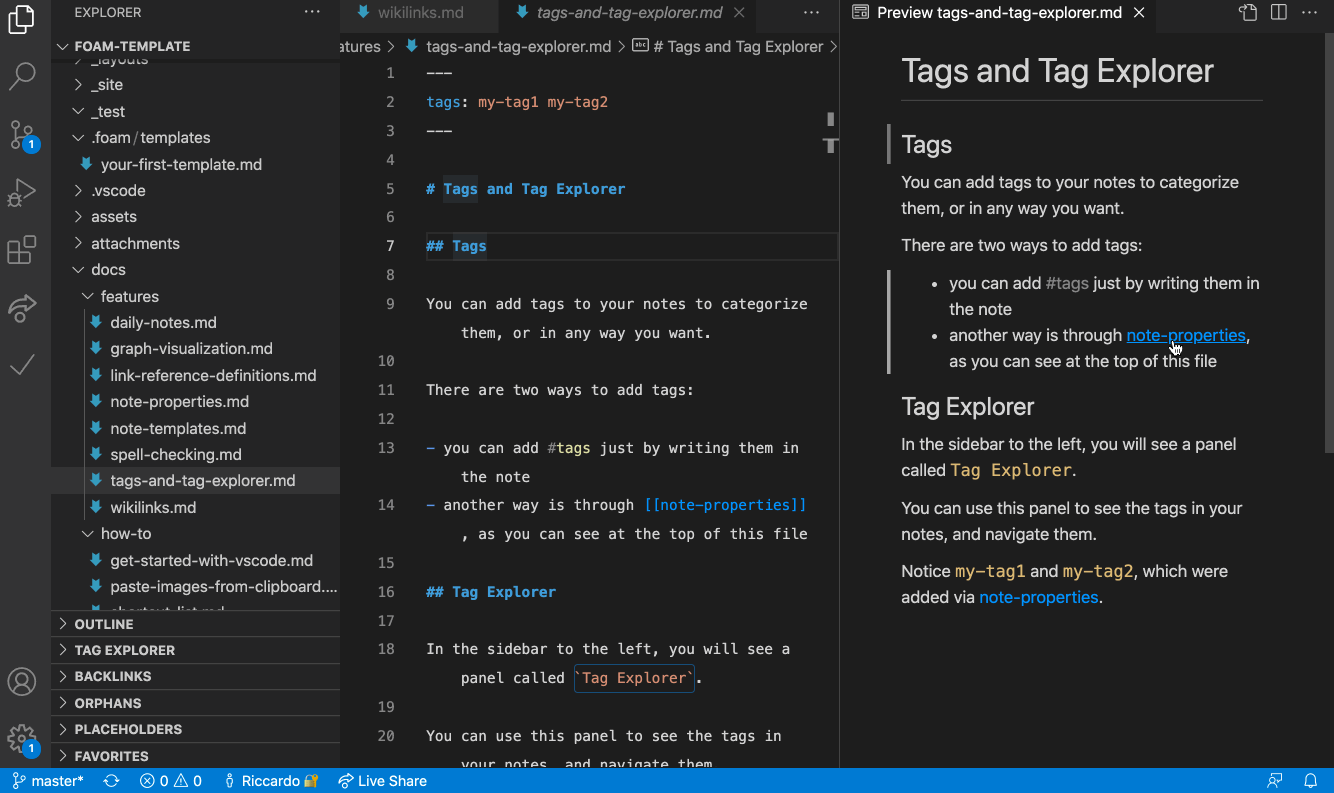 EXPLORER
FOAM-TEMPLATE
_layouts
_site
_test
.foam/templates
your-first-template.md
.vscode
assets
attachments
docs
features
daily-notes.md
graph-visualization.md
link-reference-definitions.md
note-properties.md
note-templates.md
spell-checking.md
tags-and-tag-explorer.md
wikilinks.md
how-to
get-started-with-vscode.md
paste-images-from-clipboard....
OUTLINE
TAG EXPLORER
BACKLINKS
ORPHANS
PLACEHOLDERS
FAVORITES
1
1
wikilinks.md
tags-and-tag-explorer.md
atures > tags-and-tag-explorer.md > abc # Tags and Tag Explorer >
1 ---
2 tags: my-tag1 my-tag2
3 ---
4
5 # Tags and Tag Explorer
6
7 ## Tags
8
9 You can add tags to your notes to categorize
them, or in any way you want.
10
11 There are two ways to add tags:
12
13 - you can add #tags just by writing them in
the note
14 - another way is through [[note-properties]]
, as you can see at the top of this file
15
16 ## Tag Explorer
17
18 In the sidebar to the left, you will see a
panel called `Tag Explorer`.
19
20 You can use this panel to see the tags in
your notes, and navigate them
Preview tags-and-tag-explorer.md
Tags and Tag Explorer
Tags
You can add tags to your notes to categorize
them, or in any way you want.
There are two ways to add tags:
• you can add #tags just by writing them in
the note
• another way is through note-properties,
as you can see at the top of this file
Tag Explorer
In the sidebar to the left, you will see a panel
called Tag Explorer.
You can use this panel to see the tags in your
notes, and navigate them.
Notice my-tag1 and my-tag2, which were
added via note-properties.
master* 0 0 Riccardo Live Share